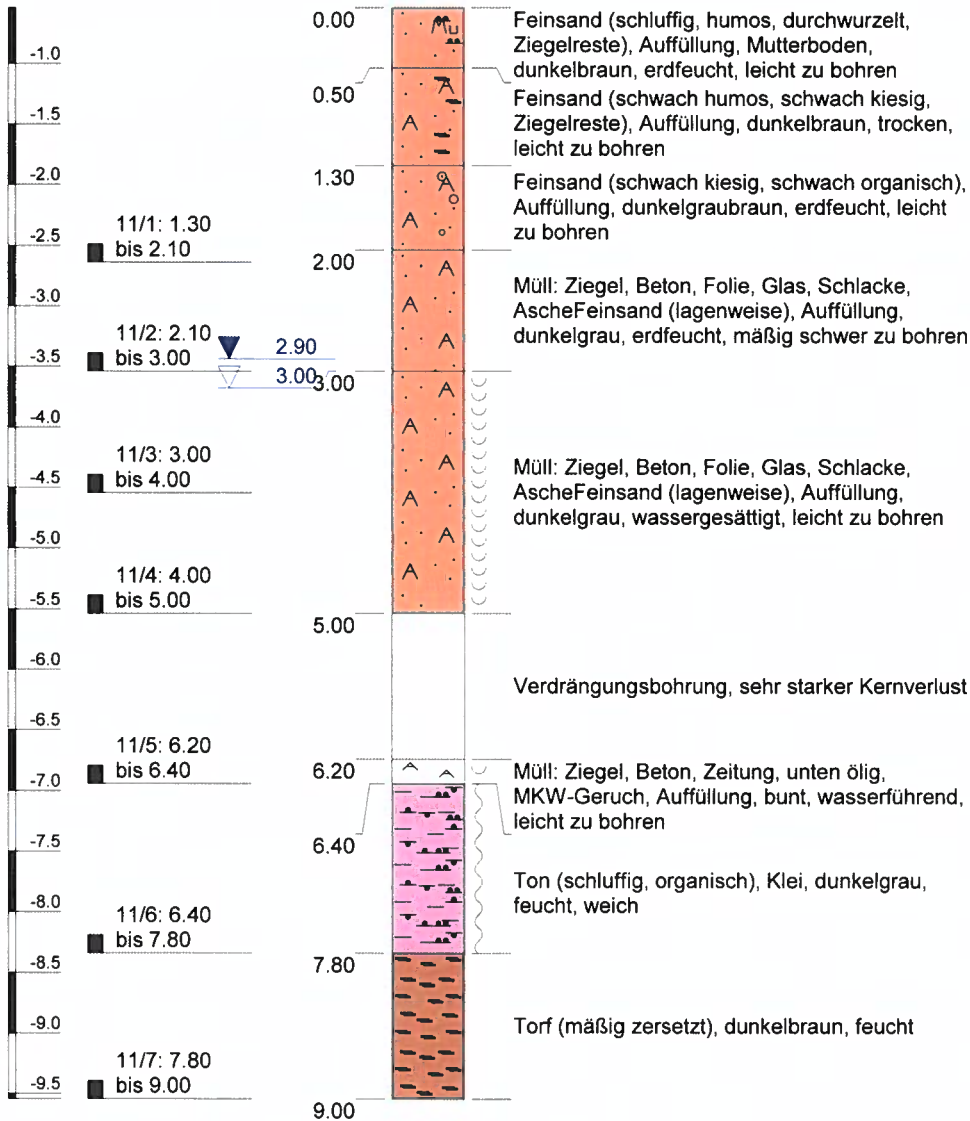 0.00
Feinsand (schluffig, humos, durchwurzelt,
Ziegelreste), Auffüllung, Mutterboden,
dunkelbraun, erdfeucht, leicht zu bohren
-1.0
0.50
Feinsand (schwach humos, schwach kiesig,
Ziegelreste), Auffüllung, dunkelbraun, trocken,
leicht zu bohren
-1.5
1.30
Feinsand (schwach kiesig, schwach organisch),
Auffüllung, dunkelgraubraun, erdfeucht, leicht
zu bohren
-2.0
11/1: 1.30
bis 2.10
-2.5
2.00
Müll: Ziegel, Beton, Folie, Glas, Schlacke,
AscheFeinsand (lagenweise), Auffüllung,
dunkelgrau, erdfeucht, mäßig schwer zu bohren
-3.0
11/2: 2.10
bis 3.00
-3.5
2.90
3.00
3.00
-4.0
11/3: 3.00
bis 4.00
-4.5
Müll: Ziegel, Beton, Folie, Glas, Schlacke,
AscheFeinsand (lagenweise), Auffüllung,
dunkelgrau, wassergesättigt, leicht zu bohren
-5.0
11/4: 4.00
bis 5.00
-5.5
5.00
-6.0
Verdrängungsbohrung, sehr starker Kernverlust
-6.5
11/5: 6.20
bis 6.40
-7.0
6.20
Müll: Ziegel, Beton, Zeitung, unten ölig,
MKW-Geruch, Auffüllung, bunt, wasserführend,
leicht zu bohren
6.40
-7.5
Ton (schluffig, organisch), Klei, dunkelgrau,
feucht, weich
-8.0
11/6: 6.40
bis 7.80
7.80
-8.5
-9.0
Torf (mäßig zersetzt), dunkelbraun, feucht
11/7: 7.80
bis 9.00
-9.5
9.00